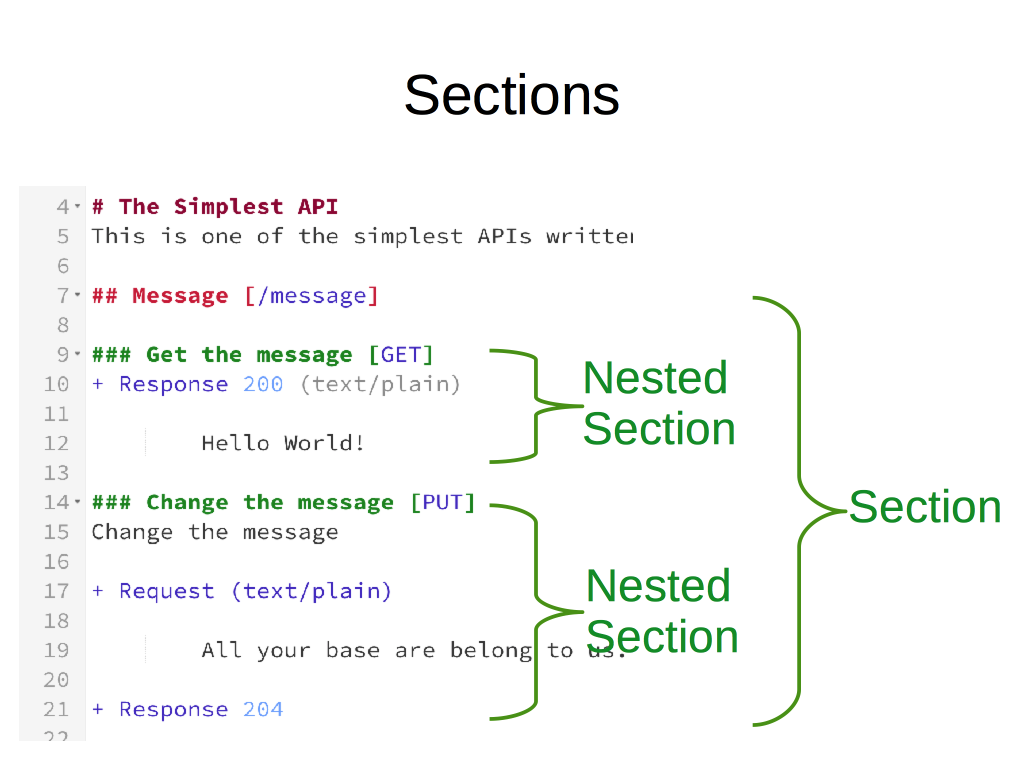 Sections
4 # The Simplest API
5 This is one of the simplest APIs written
6
7 ## Message [/message]
8
9 ### Get the message [GET]
10 + Response 200 (text/plain)
11
12 Hello World!
13
14 ### Change the message [PUT]
15 Change the message
16
17 + Request (text/plain)
18
19 All your base are belong to us.
20
21 + Response 204
22
Nested
Section
Nested
Section
Section